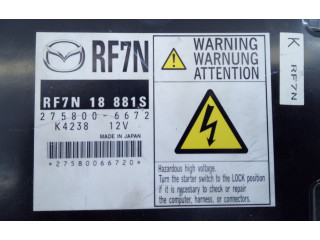 RF7N
RF7N 18 881S
275800-6672
K4238 12V
MADE IN JAPAN
*27580066720*
WARNING
WARNUNG
ATTENTION
Hazardous high voltage.
Turn the starter switch to the LOCK position
if it is necessary to check or repair
the computer, harness, or connectors.
K RF7N